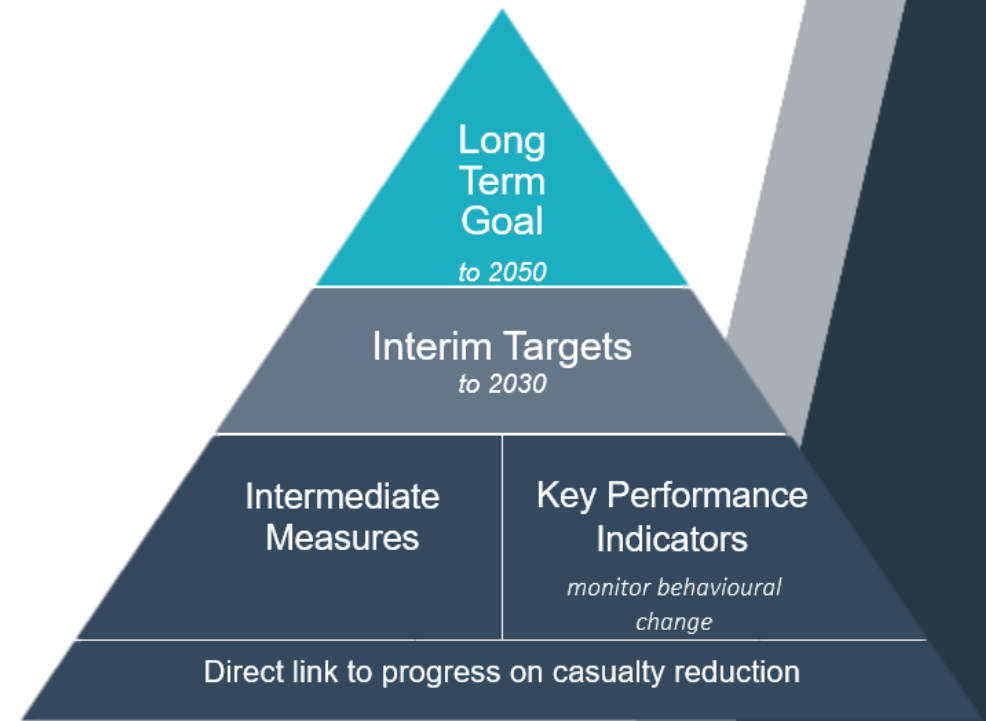 Long
Term
Goal
to 2050
Interim Targets
to 2030
Intermediate
Measures
Key Performance
Indicators
monitor behavioural
change
Direct link to progress on casualty reduction